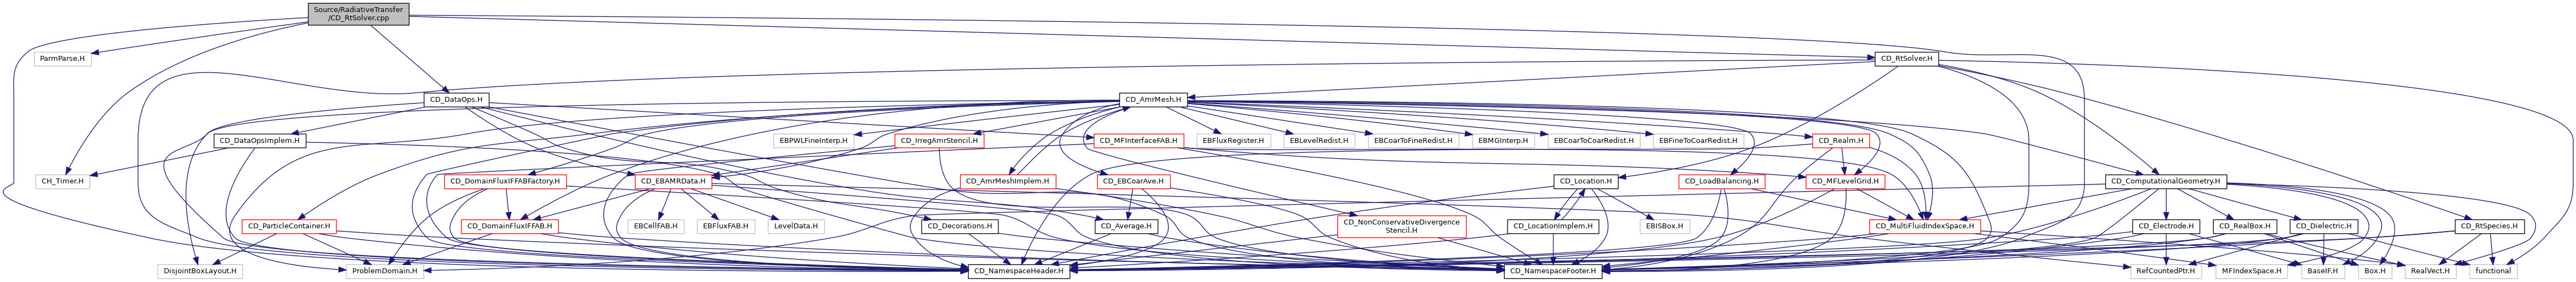 Source/RadiativeTransfer
/CD_RtSolver.cpp
ParmParse.H
CD_RtSolver.H
CD_DataOps.H
CD_AmrMesh.H
CD_DataOpsImplem.H
EBPWLFineInterp.H
CD_IrregAmrStencil.H
CD_MFInterfaceFAB.H
EBFluxRegister.H
EBLevelRedist.H
EBCoarToFineRedist.H
EBMGInterp.H
EBCoarToCoarRedist.H
EBFineToCoarRedist.H
CD_Realm.H
CH_Timer.H
CD_DomainFluxIFFABFactory.H
CD_EBAMRData.H
CD_AmrMeshImplem.H
CD_EBCoarAve.H
CD_Location.H
CD_LoadBalancing.H
CD_MFLevelGrid.H
CD_ComputationalGeometry.H
CD_ParticleContainer.H
CD_DomainFluxIFFAB.H
EBCellFAB.H
EBFluxFAB.H
LevelData.H
CD_Decorations.H
CD_Average.H
CD_NonConservativeDivergence
Stencil.H
CD_LocationImplem.H
EBISBox.H
CD_MultiFluidIndexSpace.H
CD_Electrode.H
CD_RealBox.H
CD_Dielectric.H
CD_RtSpecies.H
DisjointBoxLayout.H
ProblemDomain.H
CD_NamespaceHeader.H
CD_NamespaceFooter.H
RefCountedPtr.H
MFIndexSpace.H
BaseIF.H
Box.H
RealVect.H
functional